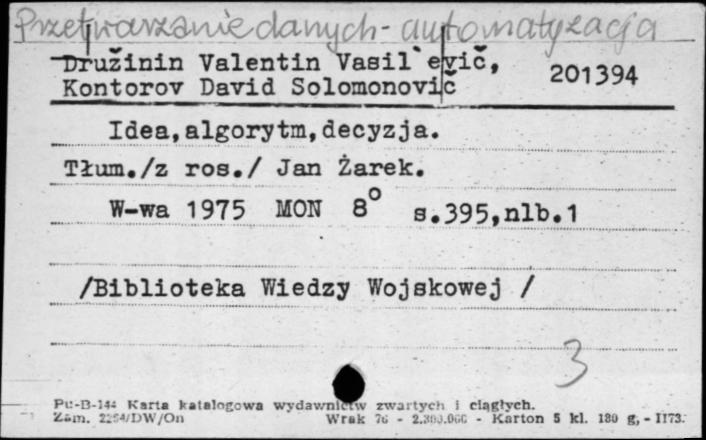 Przetwarzanie danych - automatyzacja
Družinin Valentin Vasil`evič, 201394
Kontorov David Solomonovič
Idea,algorytm,decyzja.
Tłum./z ros./ Jan Żarek.
W-wa 1975 MON 8° s.395,nlb.1
/Biblioteka Wiedzy Wojskowej /
3
Pu-B-144 Karta katalogowa wydawnictw zwartych i ciągłych.
Zam. 2264/DW/On Wrak 76 - 2.300.000 - Karton 5 kl. 180 g, - 1173.